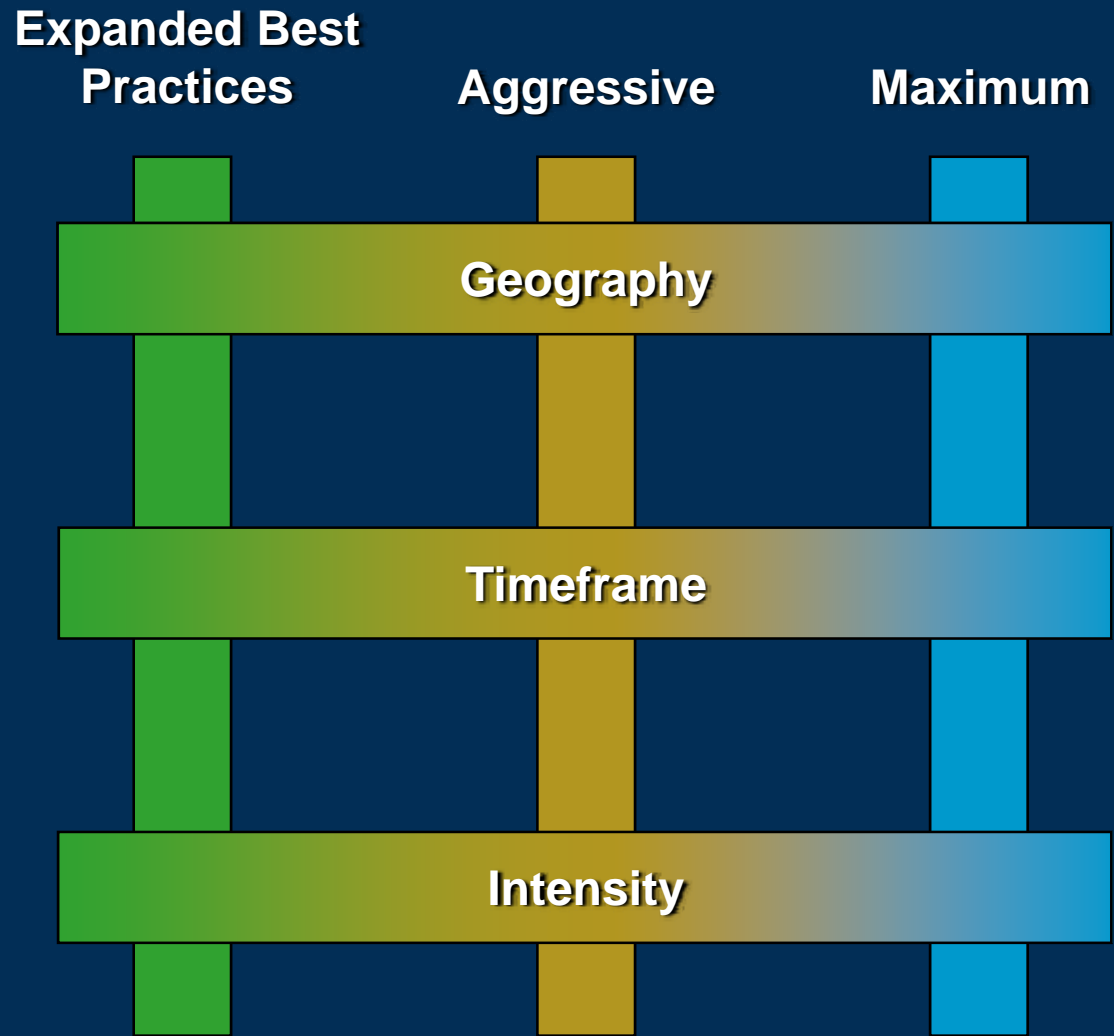 Expanded Best
Practices
Aggressive
Maximum
Geography
Timeframe
Intensity